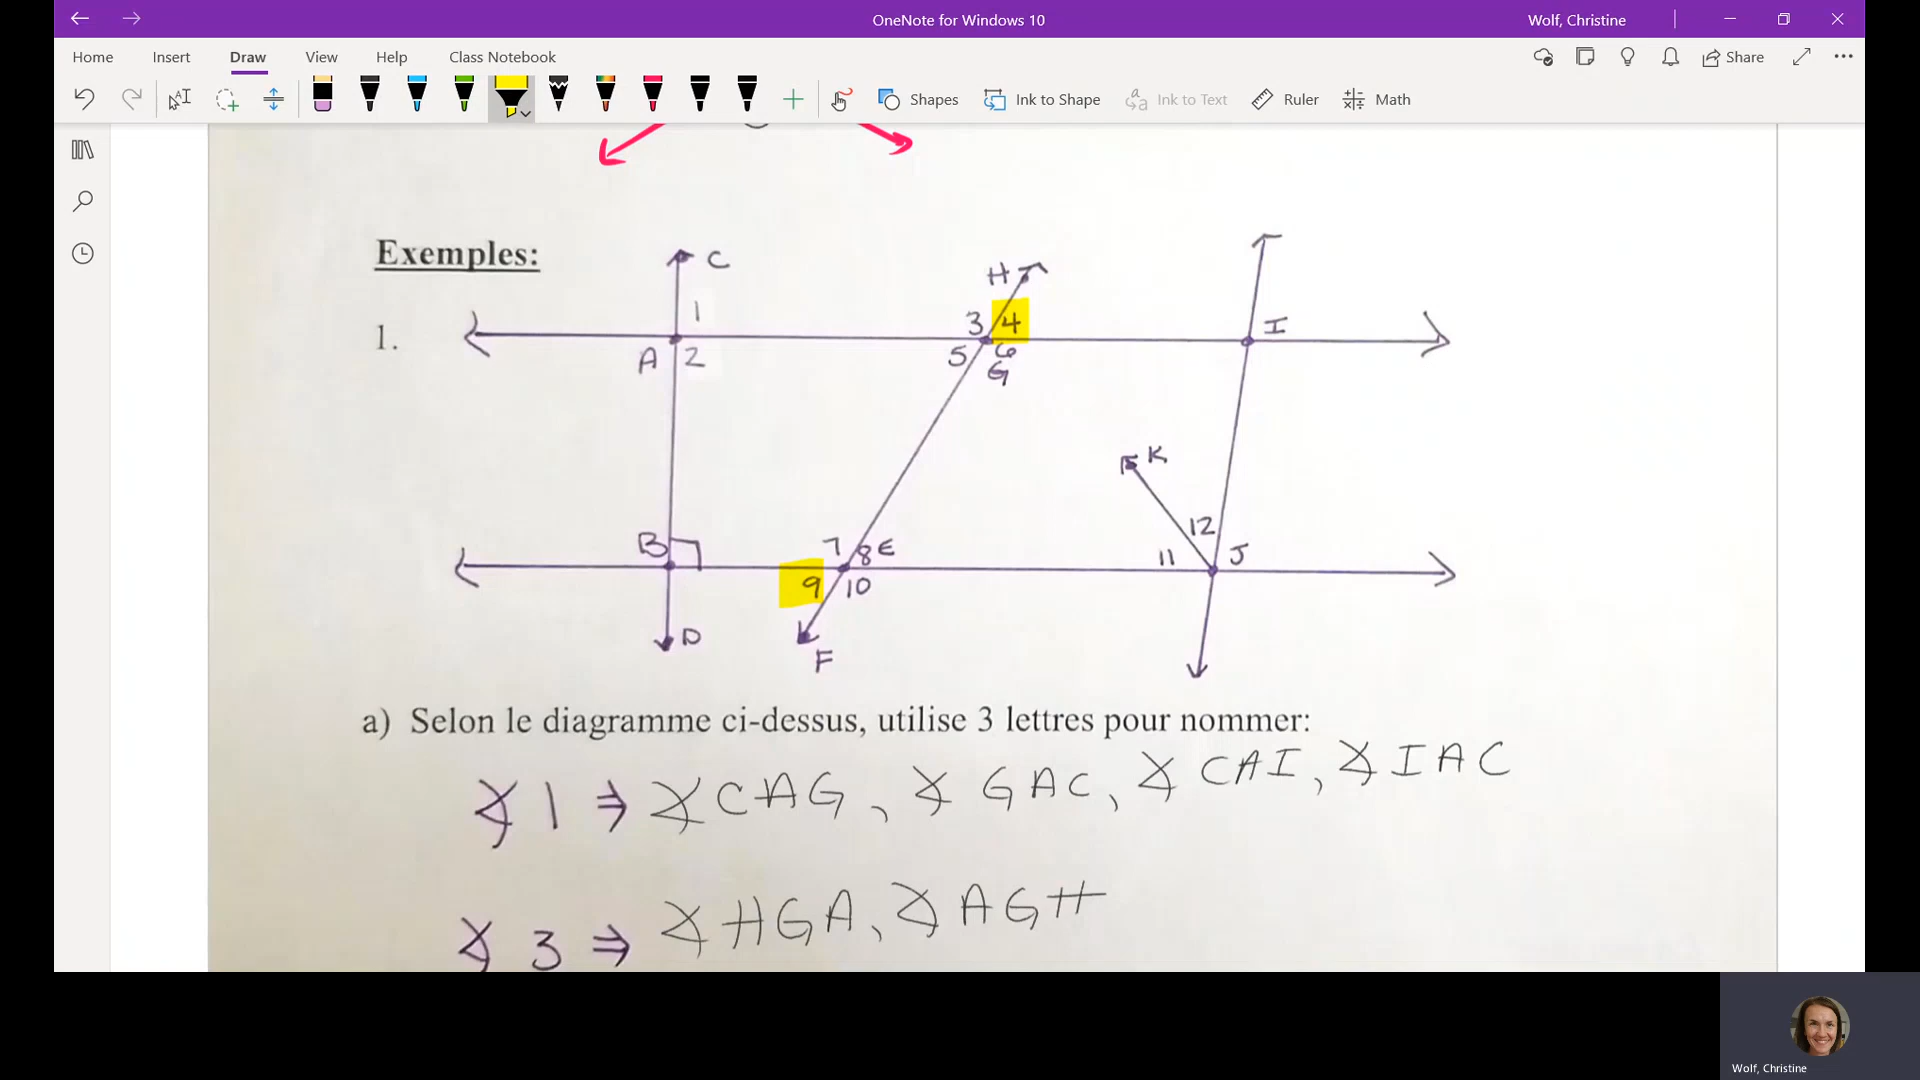 OneNote for Windows 10
Wolf, Christine
Home Insert Draw View Help Class Notebook
Share
Shapes Ink to Shape Ink to Text Ruler Math
Exemples:
C
H
1 3 4 I
1.
A 2 5 6
G
K
B 7 8 E 12
11 J
9 10
D
F
a) Selon le diagramme ci-dessus, utilise 3 lettres pour nommer:
∡ 1 ⇒ ∡ CAG, ∡ GAC, ∡ CAI, ∡ IAC
∡ 3 ⇒ ∡ HGA, ∡ AGH
Wolf, Christine